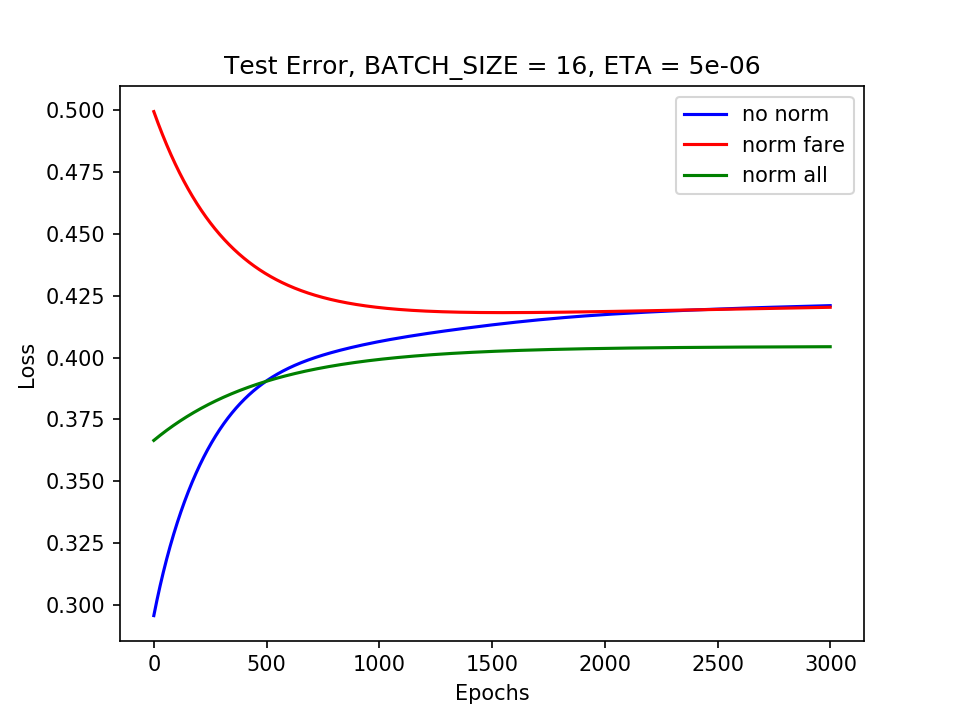 Test Error, BATCH_SIZE = 16, ETA = 5e-06
no norm
norm fare
norm all
0.500
0.475
0.450
0.425
0.400
0.375
0.350
0.325
0.300
Loss
0 500 1000 1500 2000 2500 3000
Epochs